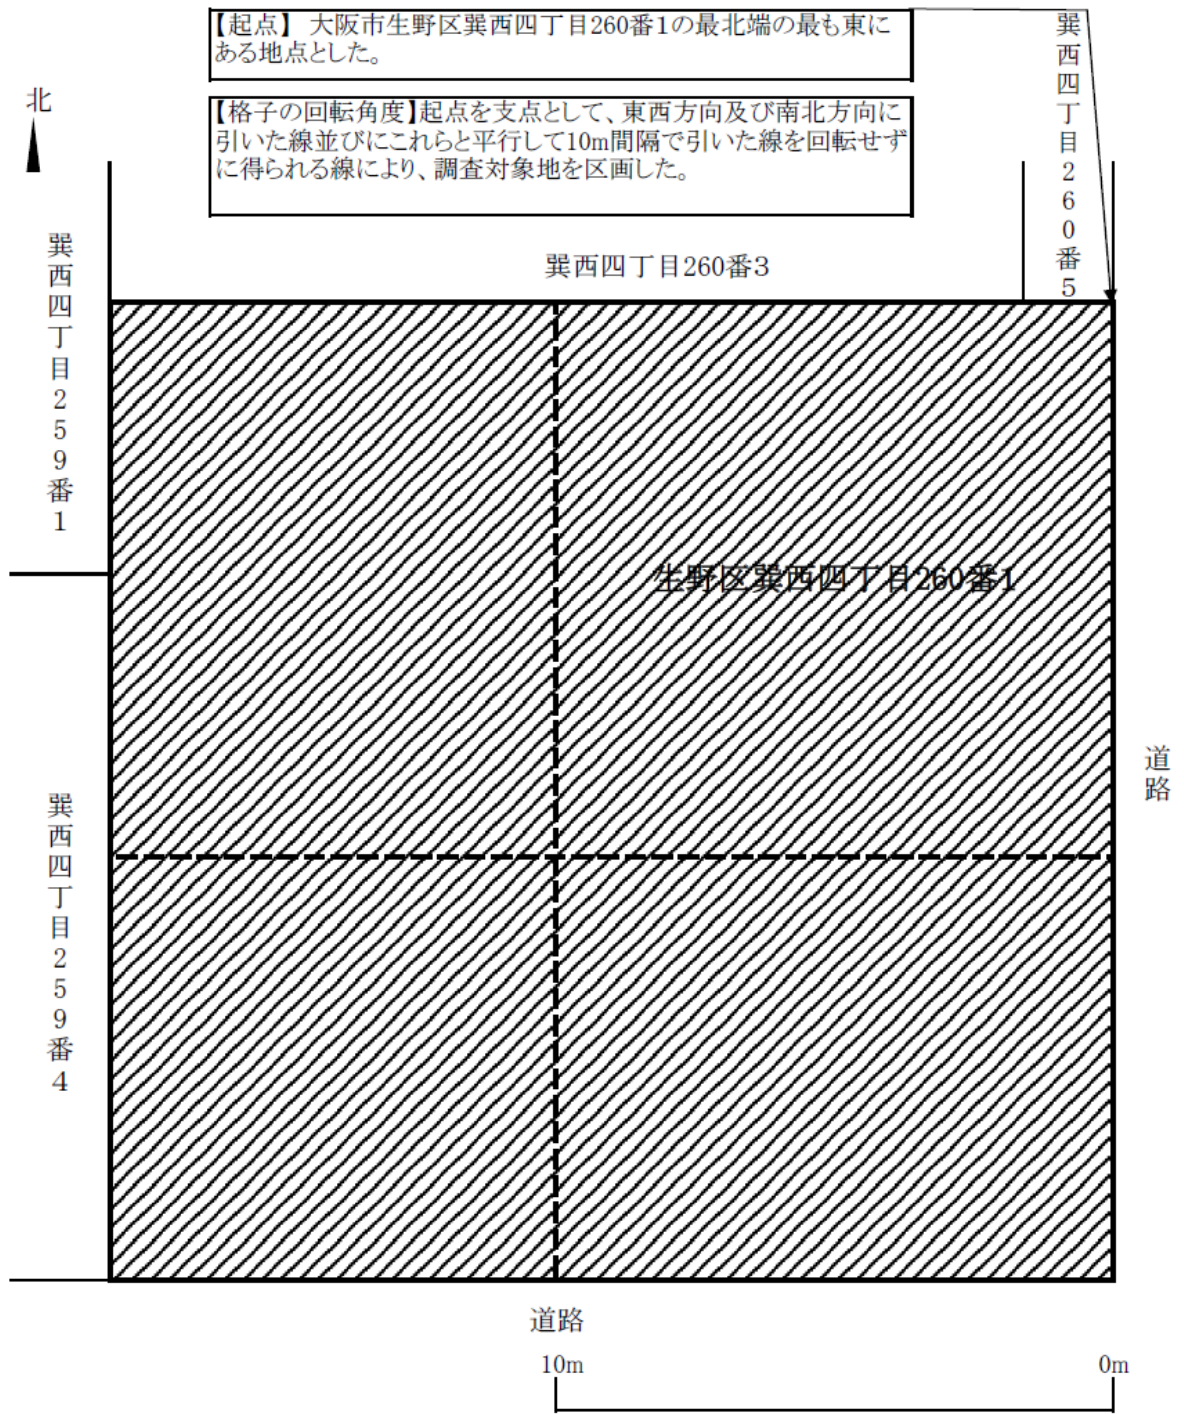 【起点】 大阪市生野区巽西四丁目260番1の最北端の最も東に
ある地点とした。
【格子の回転角度】起点を支点として、東西方向及び南北方向に
引いた線並びにこれらと平行して10m間隔で引いた線を回転せず
に得られる線により、調査対象地を区画した。
北
巽西四丁目260番5
巽西四丁目260番3
巽西四丁目259番1
生野区巽西四丁目260番1
道路
巽西四丁目259番4
道路
10m
0m